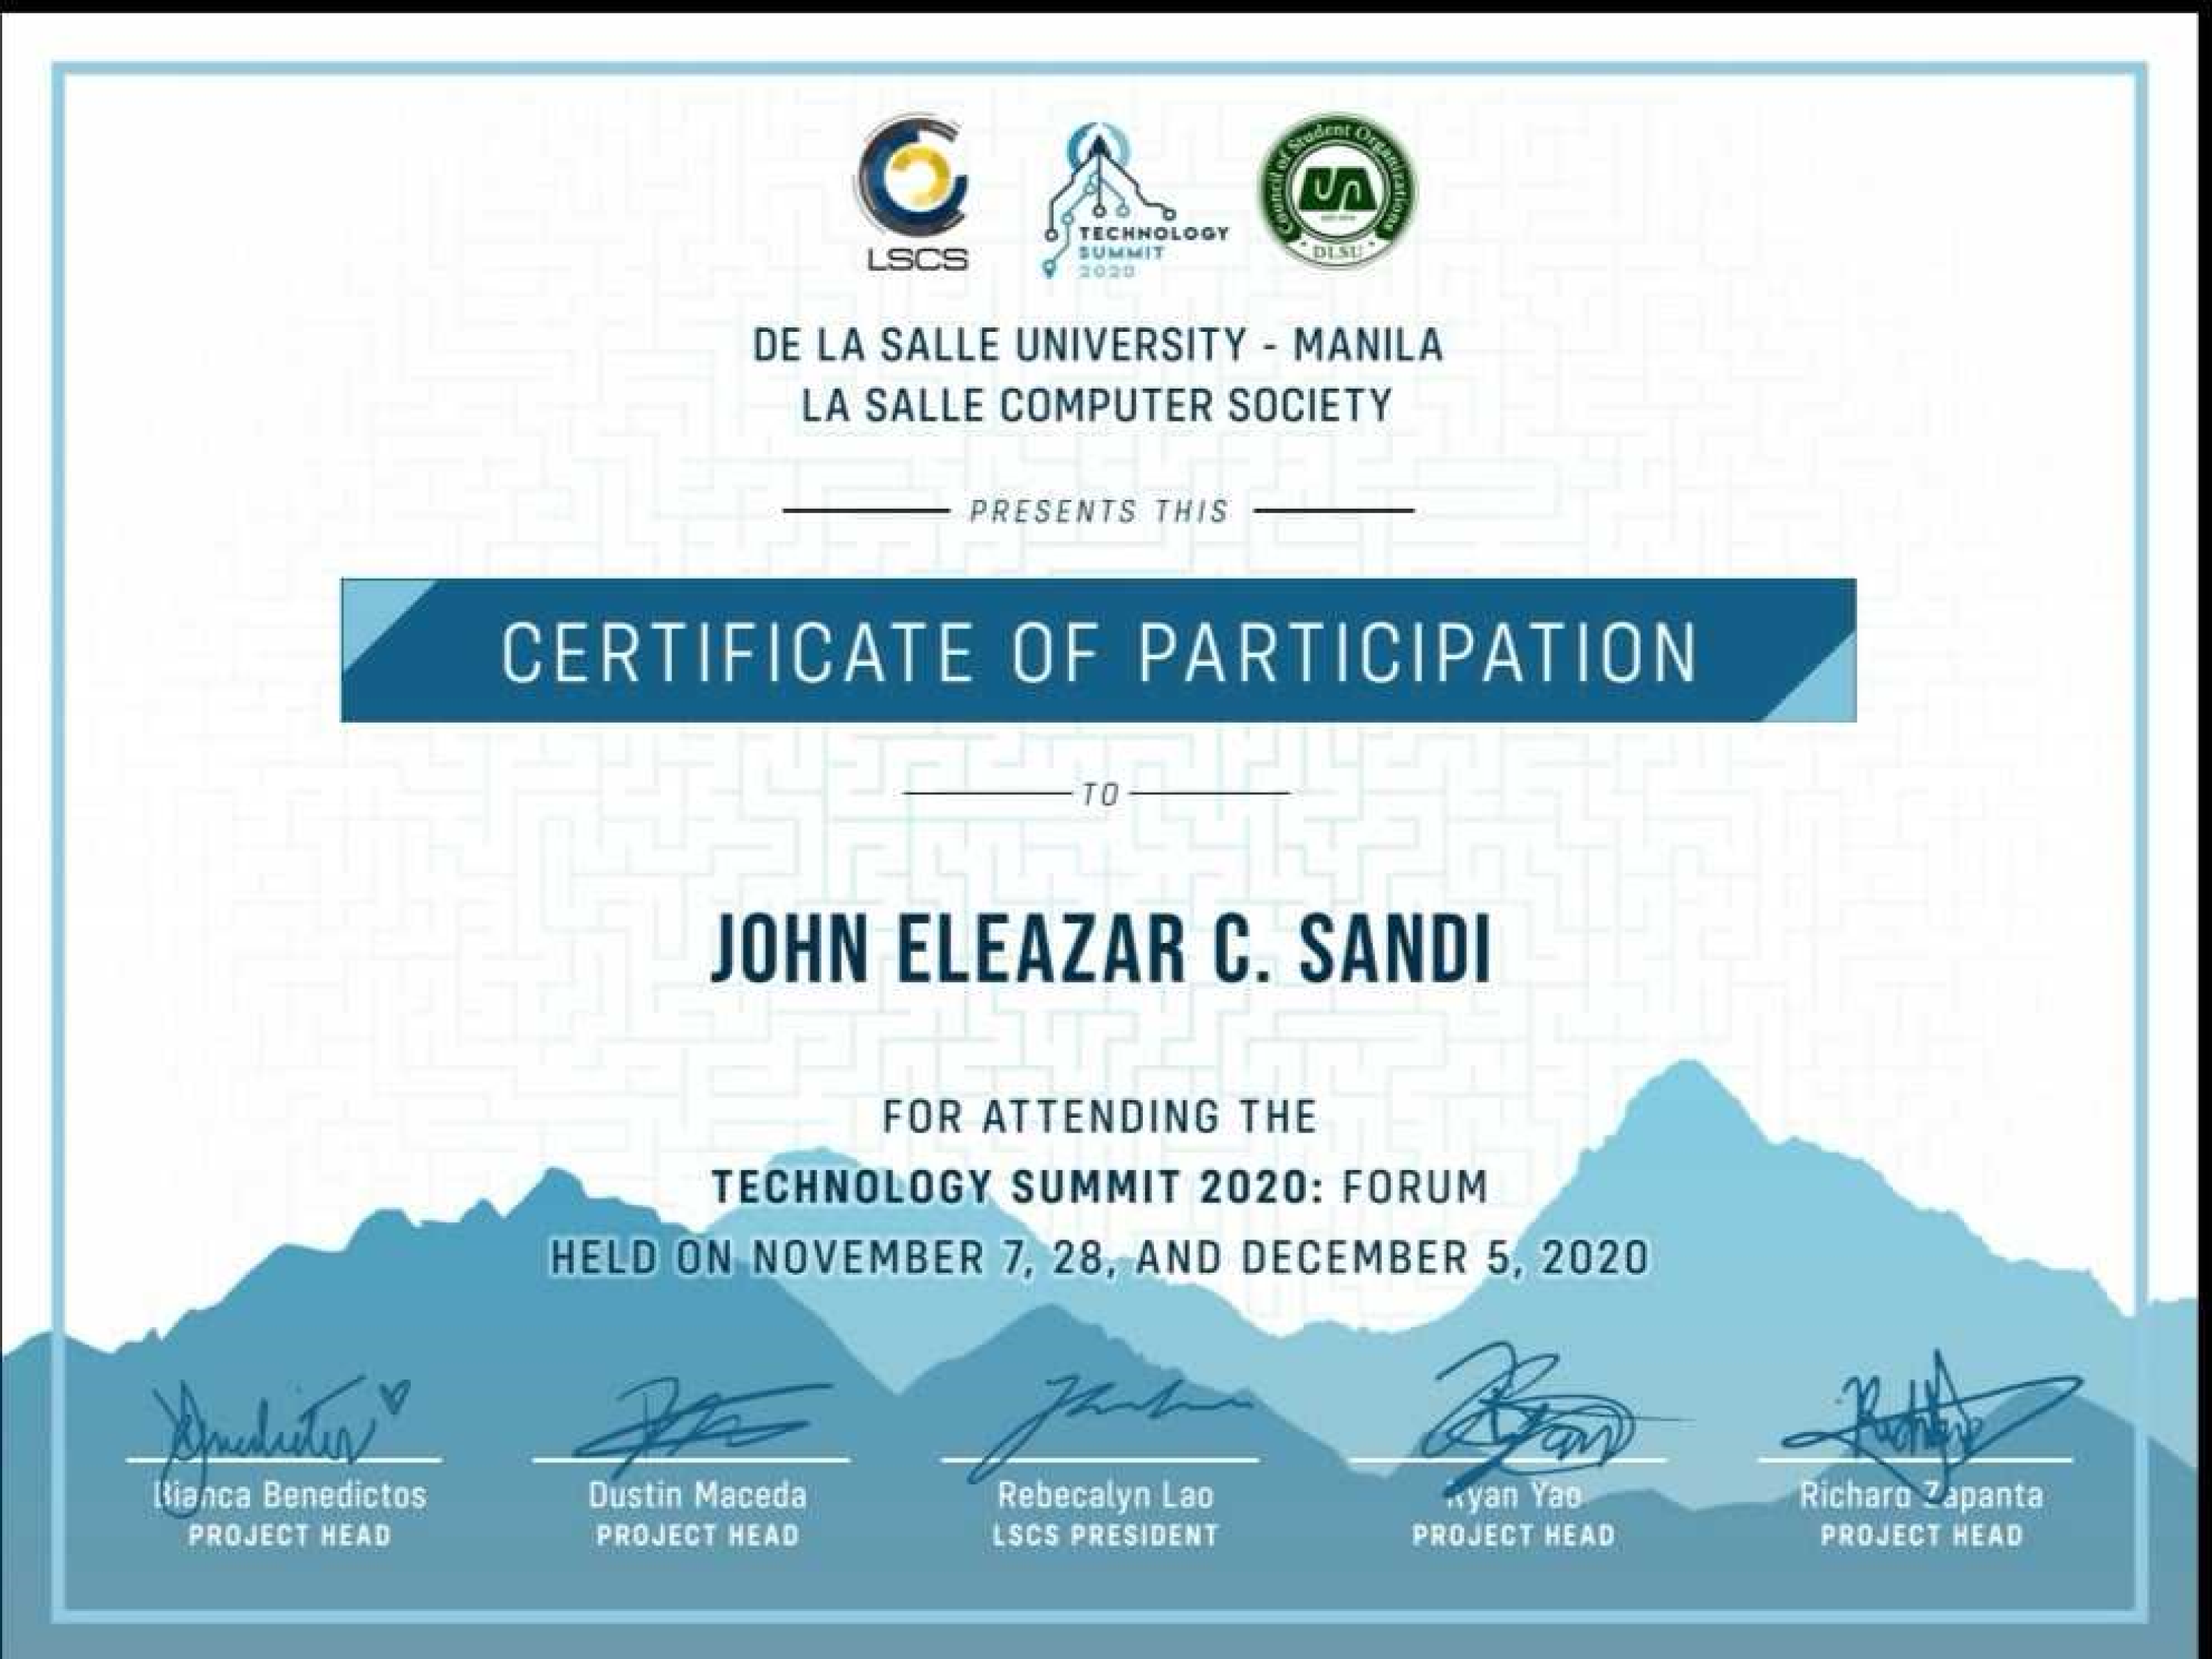 LSCS
TECHNOLOGY
SUMMIT
2020
Council of Student Organizations
DLSU
DE LA SALLE UNIVERSITY - MANILA
LA SALLE COMPUTER SOCIETY
PRESENTS THIS
CERTIFICATE OF PARTICIPATION
TO
JOHN ELEAZAR C. SANDI
FOR ATTENDING THE
TECHNOLOGY SUMMIT 2020: FORUM
HELD ON NOVEMBER 7, 28, AND DECEMBER 5, 2020
Bianca Benedictos
PROJECT HEAD
Dustin Maceda
PROJECT HEAD
Rebecalyn Lao
LSCS PRESIDENT
Ryan Yao
PROJECT HEAD
Richard Zapanta
PROJECT HEAD